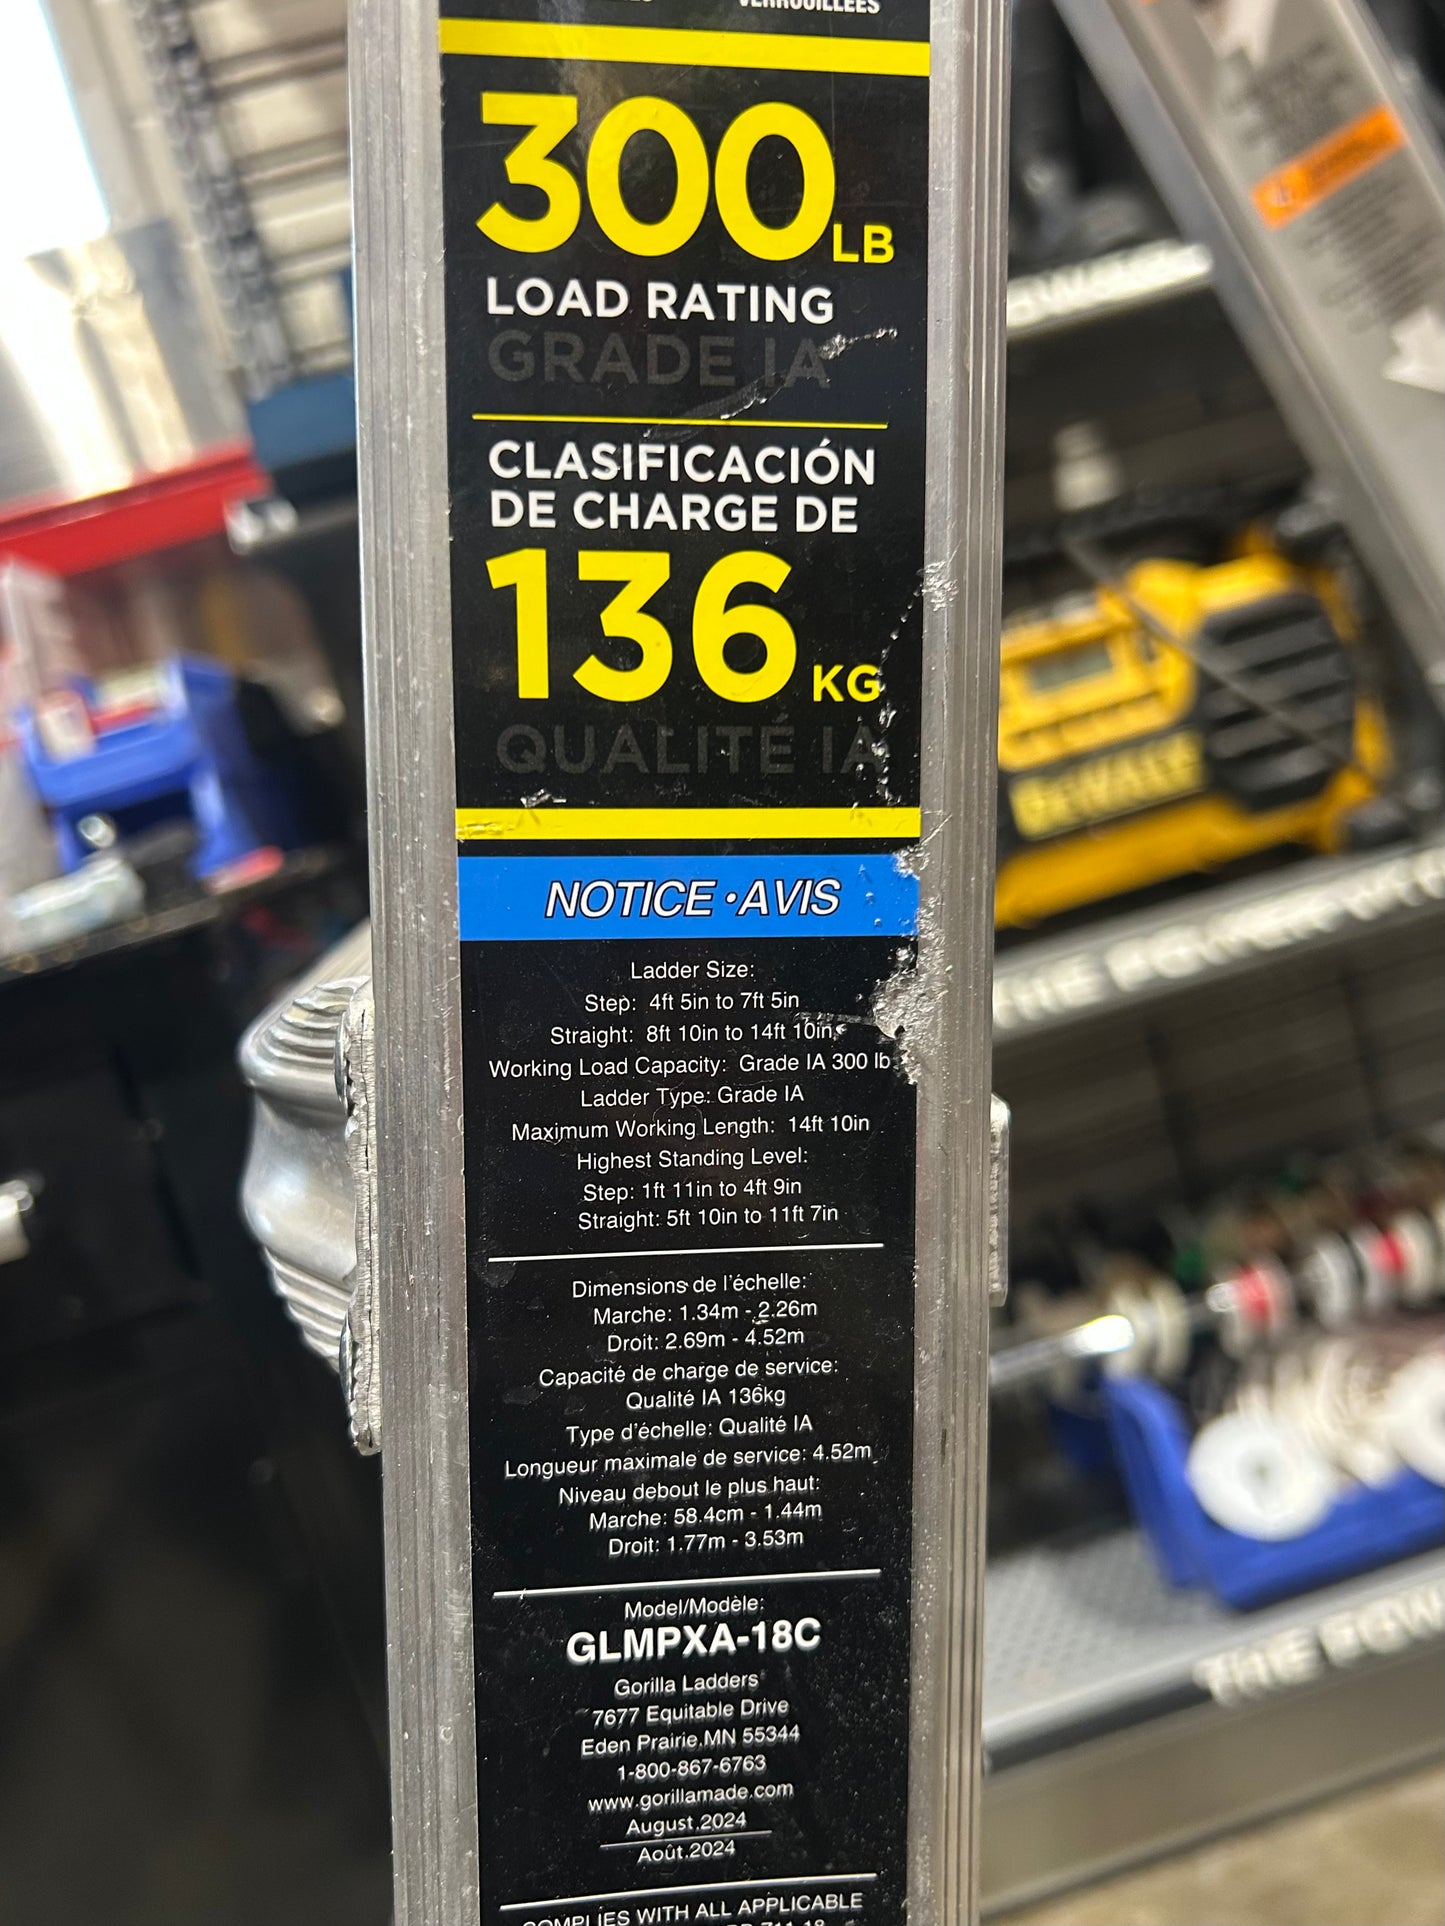 VERROUILLÉES
300 LB
LOAD RATING
GRADE IA
CLASIFICACIÓN
DE CHARGE DE
136 KG
QUALITÉ IA
NOTICE • AVIS
Ladder Size:
Step: 4ft 5in to 7ft 5in
Straight: 8ft 10in to 14ft 10in
Working Load Capacity: Grade IA 300 lb
Ladder Type: Grade IA
Maximum Working Length: 14ft 10in
Highest Standing Level:
Step: 1ft 11in to 4ft 9in
Straight: 5ft 10in to 11ft 7in
Dimensions de l'échelle:
Marche: 1.34m - 2.26m
Droit: 2.69m - 4.52m
Capacité de charge de service:
Qualité IA 136kg
Type d'échelle: Qualité IA
Longueur maximale de service: 4.52m
Niveau debout le plus haut:
Marche: 58.4cm - 1.44m
Droit: 1.77m - 3.53m
Model/Modèle:
GLMPXA-18C
Gorilla Ladders
7677 Equitable Drive
Eden Prairie,MN 55344
1-800-867-6763
www.gorillamade.com
August.2024
Août.2024
COMPLIES WITH ALL APPLICABLE
DEWALT
THE POWER
THE POW